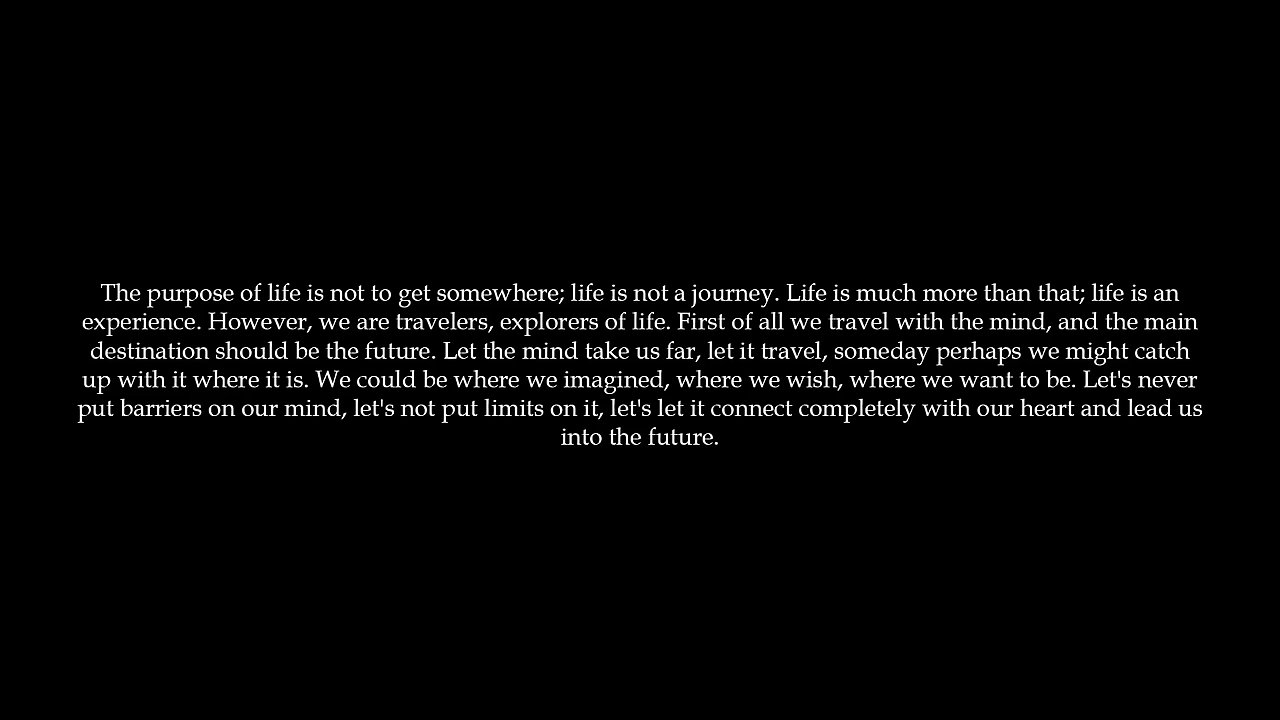 The purpose of life is not to get somewhere; life is not a journey. Life is much more than that; life is an
experience. However, we are travelers, explorers of life. First of all we travel with the mind, and the main
destination should be the future. Let the mind take us far, let it travel, someday perhaps we might catch
up with it where it is. We could be where we imagined, where we wish, where we want to be. Let's never
put barriers on our mind, let's not put limits on it, let's let it connect completely with our heart and lead us
into the future.